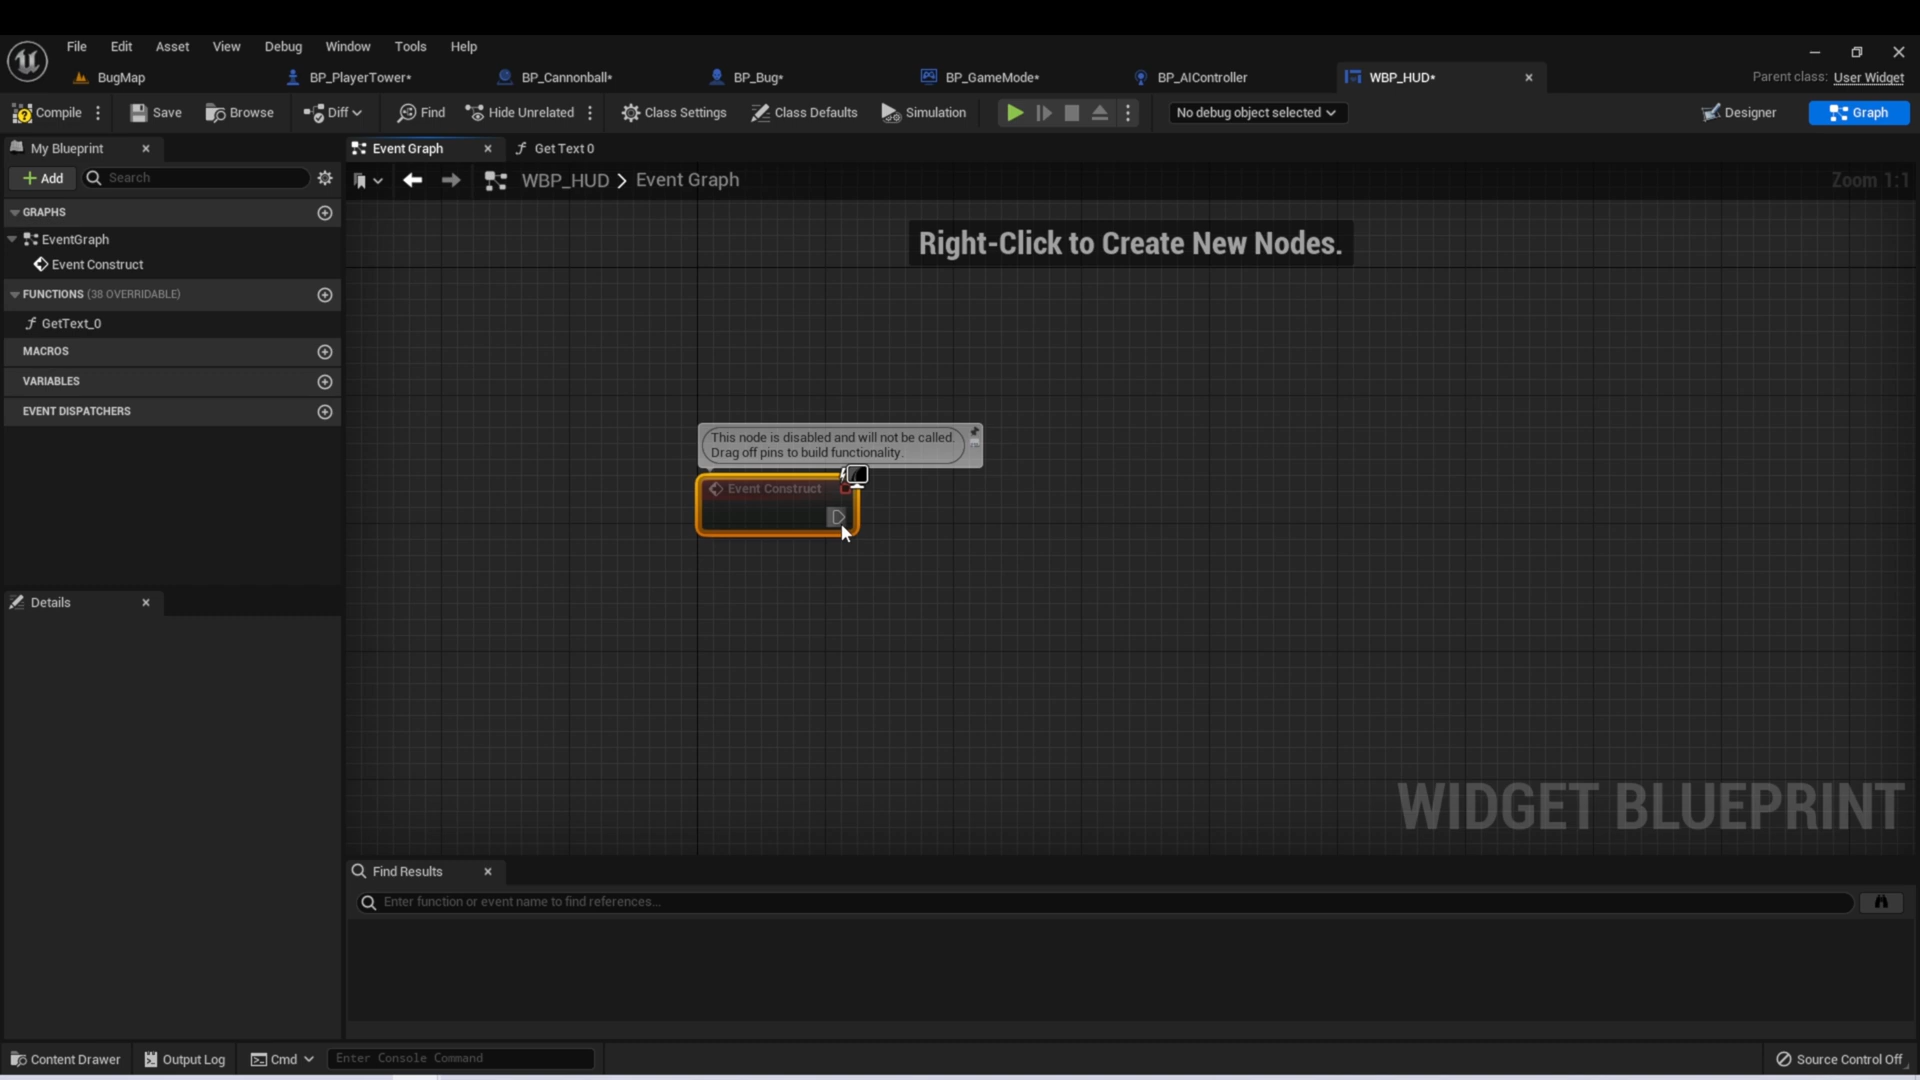 File Edit Asset View Debug Window Tools Help
BugMap BP_PlayerTower* BP_Cannonball* BP_Bug* BP_GameMode* BP_AIController WBP_HUD* Parent class: User Widget
Compile Save Browse Diff Find Hide Unrelated Class Settings Class Defaults Simulation No debug object selected Designer Graph
My Blueprint Event Graph Get Text 0
Add Search WBP_HUD > Event Graph Zoom 1:1
GRAPHS
EventGraph
Event Construct
FUNCTIONS (38 OVERRIDABLE)
GetText_0
MACROS
VARIABLES
EVENT DISPATCHERS
Right-Click to Create New Nodes.
This node is disabled and will not be called.
Drag off pins to build functionality.
Event Construct
Details
WIDGET BLUEPRINT
Find Results
Enter function or event name to find references...
Content Drawer Output Log Cmd Enter Console Command Source Control Off